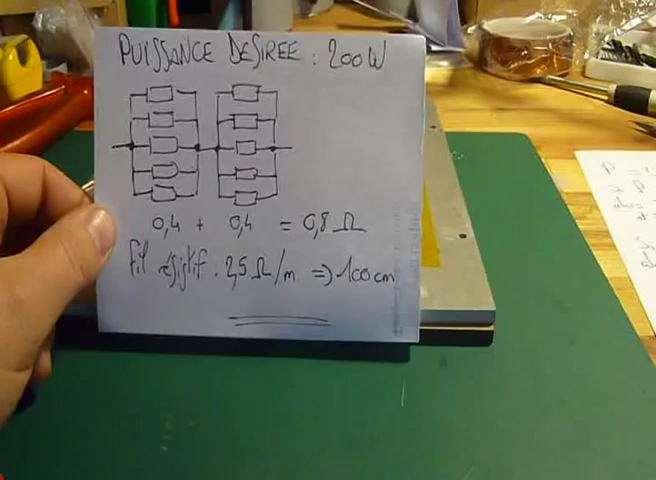 PUISSANCE DESIREE : 200W
0,4 + 0,4 = 0,8 Ω
Fil résistif . 2,5 Ω/m => 100 cm